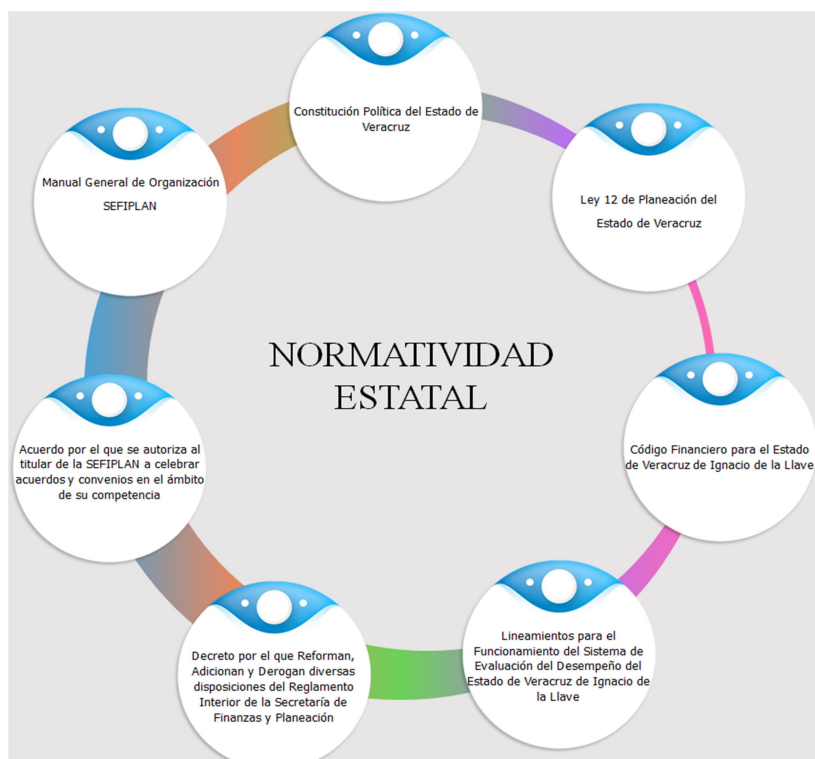 Constitución Política del Estado de
Veracruz
Ley 12 de Planeación del
Estado de Veracruz
Código Financiero para el Estado
de Veracruz de Ignacio de la Llave
Lineamientos para el
Funcionamiento del Sistema de
Evaluación del Desempeño del
Estado de Veracruz de Ignacio de
la Llave
Decreto por el que Reforman,
Adicionan y Derogan diversas
disposiciones del Reglamento
Interior de la Secretaría de
Finanzas y Planeación
Acuerdo por el que se autoriza al
titular de la SEFIPLAN a celebrar
acuerdos y convenios en el ámbito
de su competencia
Manual General de Organización
SEFIPLAN
NORMATIVIDAD
ESTATAL